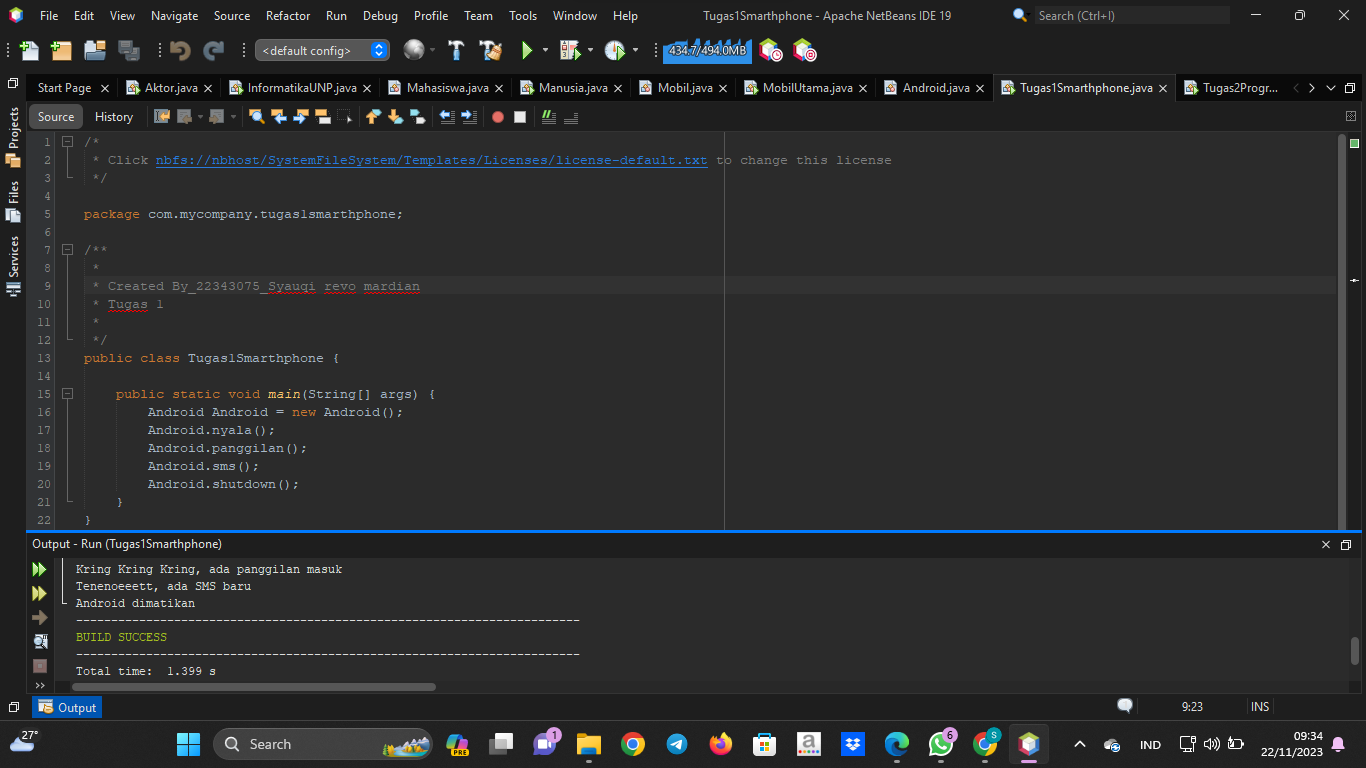 File Edit View Navigate Source Refactor Run Debug Profile Team Tools Window Help Tugas1Smarthphone - Apache NetBeans IDE 19 Search (Ctrl+I)
<default config> 434.7/494.0MB
Start Page Aktor.java InformatikaUNP.java Mahasiswa.java Manusia.java Mobil.java MobilUtama.java Android.java Tugas1Smarthphone.java Tugas2Progr...
Source History
Projects
Files
Services
1 /*
2 * Click nbfs://nbhost/SystemFileSystem/Templates/Licenses/license-default.txt to change this license
3 */
4
5 package com.mycompany.tugas1smarthphone;
6
7 /**
8 *
9 * Created By_22343075_Syauqi revo mardian
10 * Tugas 1
11 *
12 */
13 public class Tugas1Smarthphone {
14
15 public static void main(String[] args) {
16 Android Android = new Android();
17 Android.nyala();
18 Android.panggilan();
19 Android.sms();
20 Android.shutdown();
21 }
22 }
Output - Run (Tugas1Smarthphone)
Kring Kring Kring, ada panggilan masuk
Tenenoeeett, ada SMS baru
Android dimatikan
------------------------------------------------------------------------
BUILD SUCCESS
------------------------------------------------------------------------
Total time:  1.399 s
Output 9:23 INS
27° Search PRE 1 a 6 S IND 09:34
22/11/2023